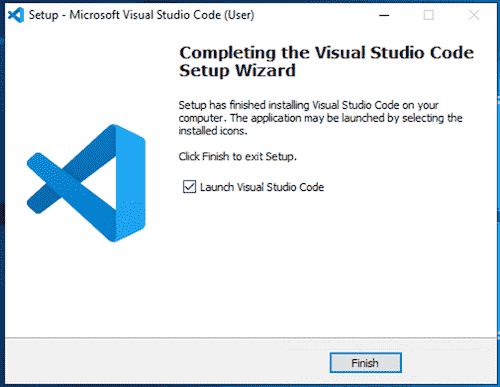 Setup - Microsoft Visual Studio Code (User)
Completing the Visual Studio Code
Setup Wizard
Setup has finished installing Visual Studio Code on your
computer. The application may be launched by selecting the
installed icons.
Click Finish to exit Setup.
Launch Visual Studio Code
Finish